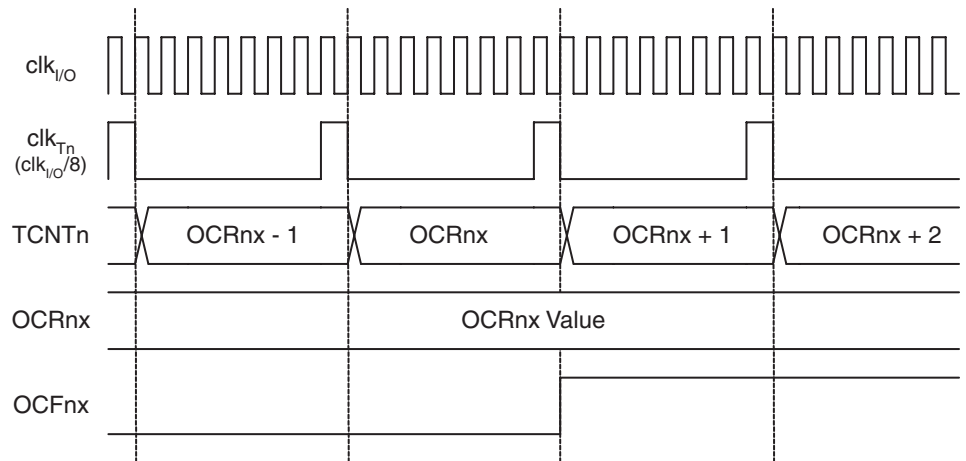 clkI/O
clkTn
(clkI/O/8)
TCNTn
OCRnx - 1
OCRnx
OCRnx + 1
OCRnx + 2
OCRnx
OCRnx Value
OCFnx